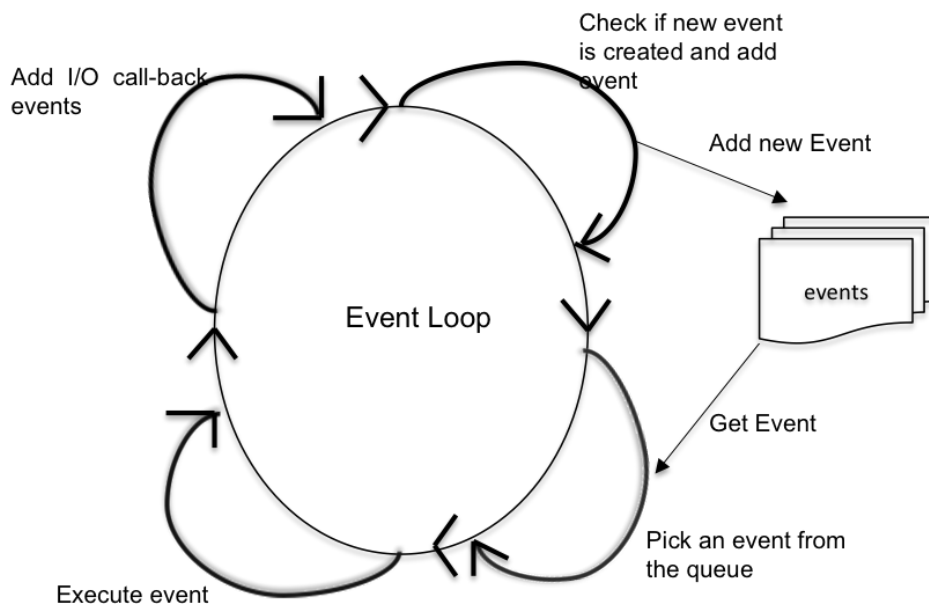 Check if new event
is created and add
event
Add I/O call-back
events
Add new Event
events
Event Loop
Get Event
Pick an event from
the queue
Execute event